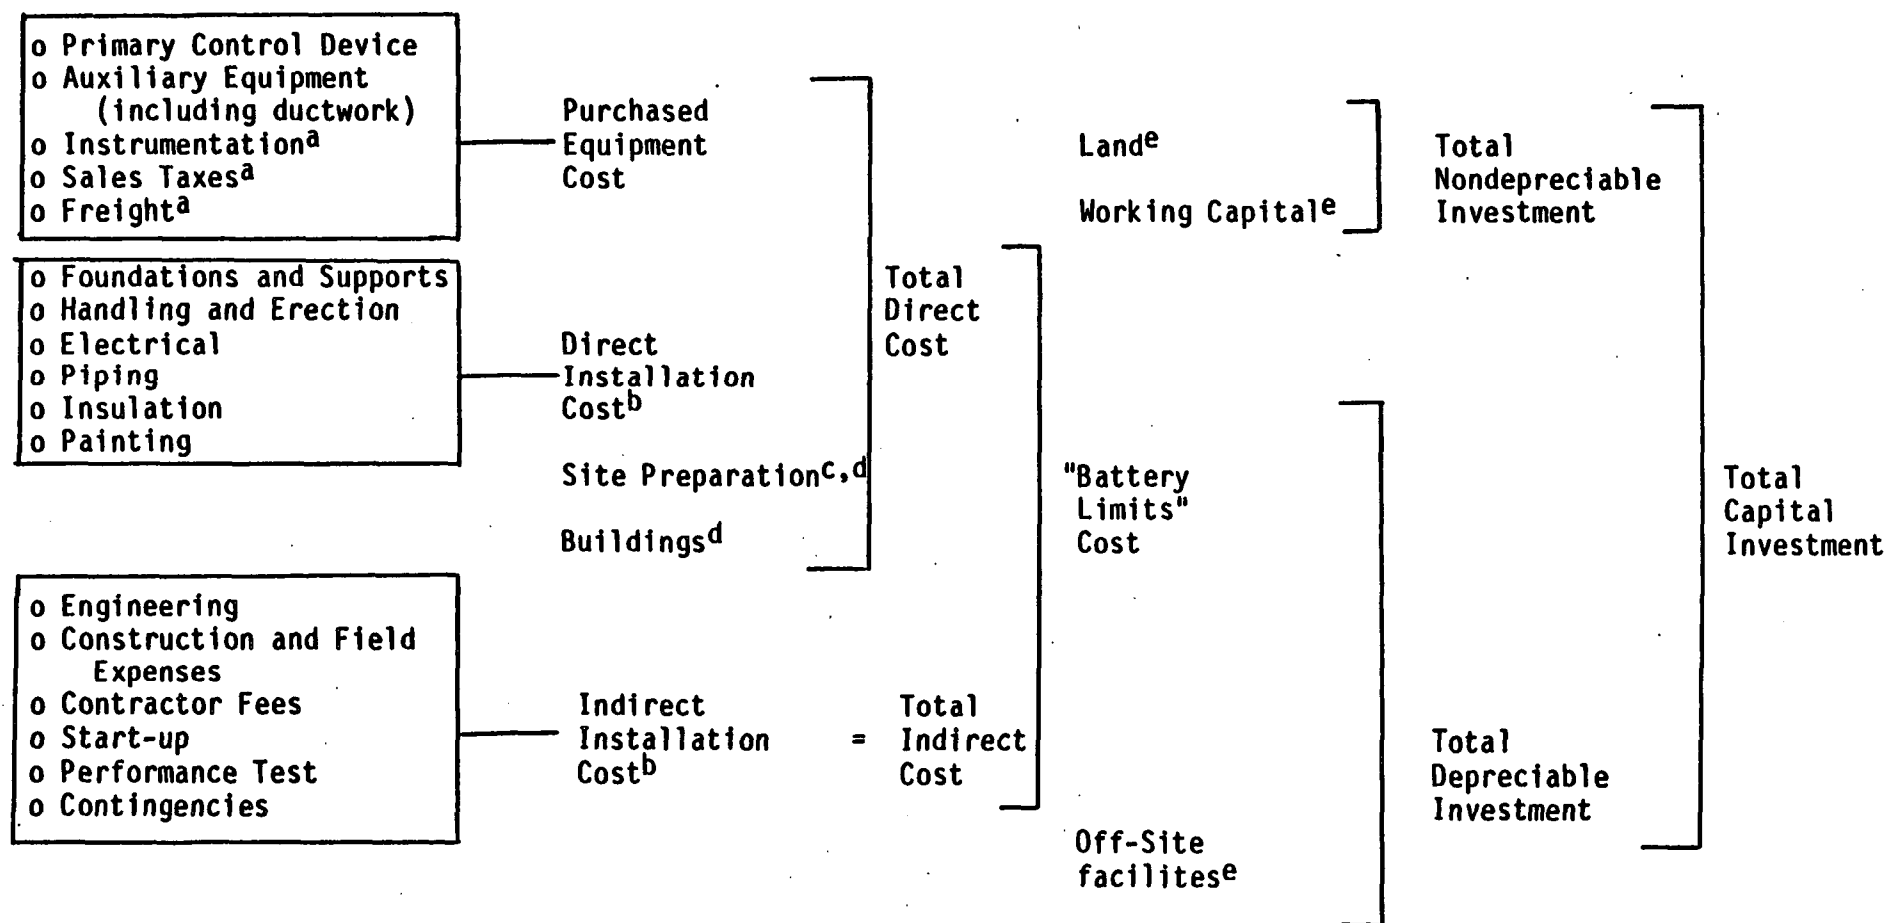 o Primary Control Device
o Auxiliary Equipment
(including ductwork)
o Instrumentationa
o Sales Taxesa
o Freighta
Purchased
Equipment
Cost
o Foundations and Supports
o Handling and Erection
o Electrical
o Piping
o Insulation
o Painting
Direct
Installation
Costb
Site Preparationc,d
Buildingsd
Total
Direct
Cost
o Engineering
o Construction and Field
Expenses
o Contractor Fees
o Start-up
o Performance Test
o Contingencies
Indirect
Installation
Costb
=
Total
Indirect
Cost
Lande
Working Capitale
Total
Nondepreciable
Investment
"Battery
Limits"
Cost
Off-Site
facilitese
Total
Depreciable
Investment
Total
Capital
Investment